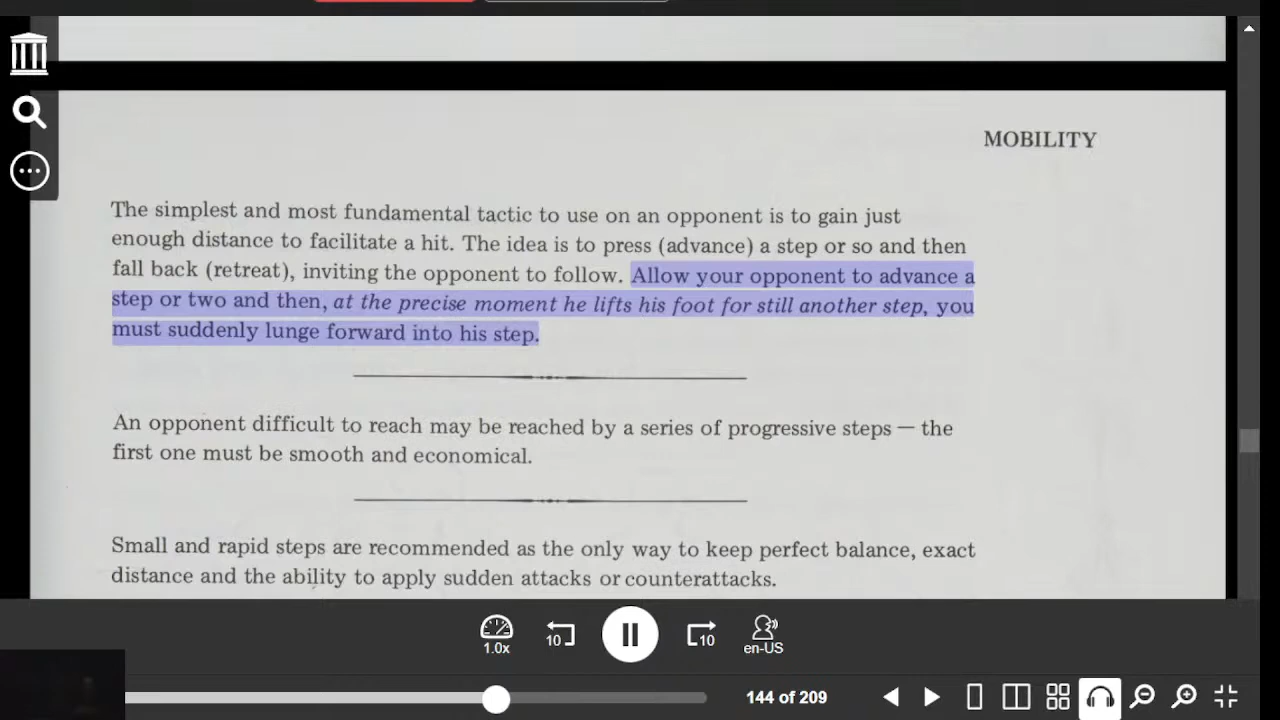 MOBILITY
The simplest and most fundamental tactic to use on an opponent is to gain just
enough distance to facilitate a hit. The idea is to press (advance) a step or so and then
fall back (retreat), inviting the opponent to follow. Allow your opponent to advance a
step or two and then, at the precise moment he lifts his foot for still another step, you
must suddenly lunge forward into his step.
An opponent difficult to reach may be reached by a series of progressive steps — the
first one must be smooth and economical.
Small and rapid steps are recommended as the only way to keep perfect balance, exact
distance and the ability to apply sudden attacks or counterattacks.
1.0x
10
10
en-US
144 of 209